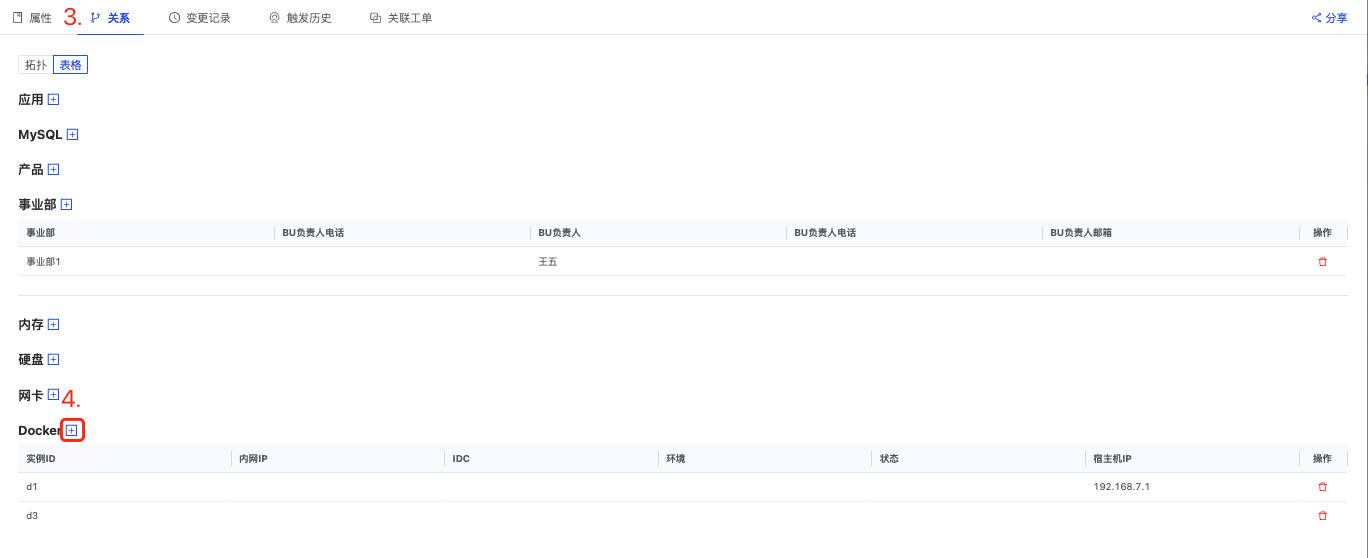 属性 3. 关系 变更记录 触发历史 关联工单 分享
拓扑 表格
应用
MySQL
产品
事业部
事业部 BU负责人电话 BU负责人 BU负责人电话 BU负责人邮箱 操作
事业部1 王五
内存
硬盘
网卡 4.
Docker
实例ID 内网IP IDC 环境 状态 宿主机IP 操作
d1 192.168.7.1
d3